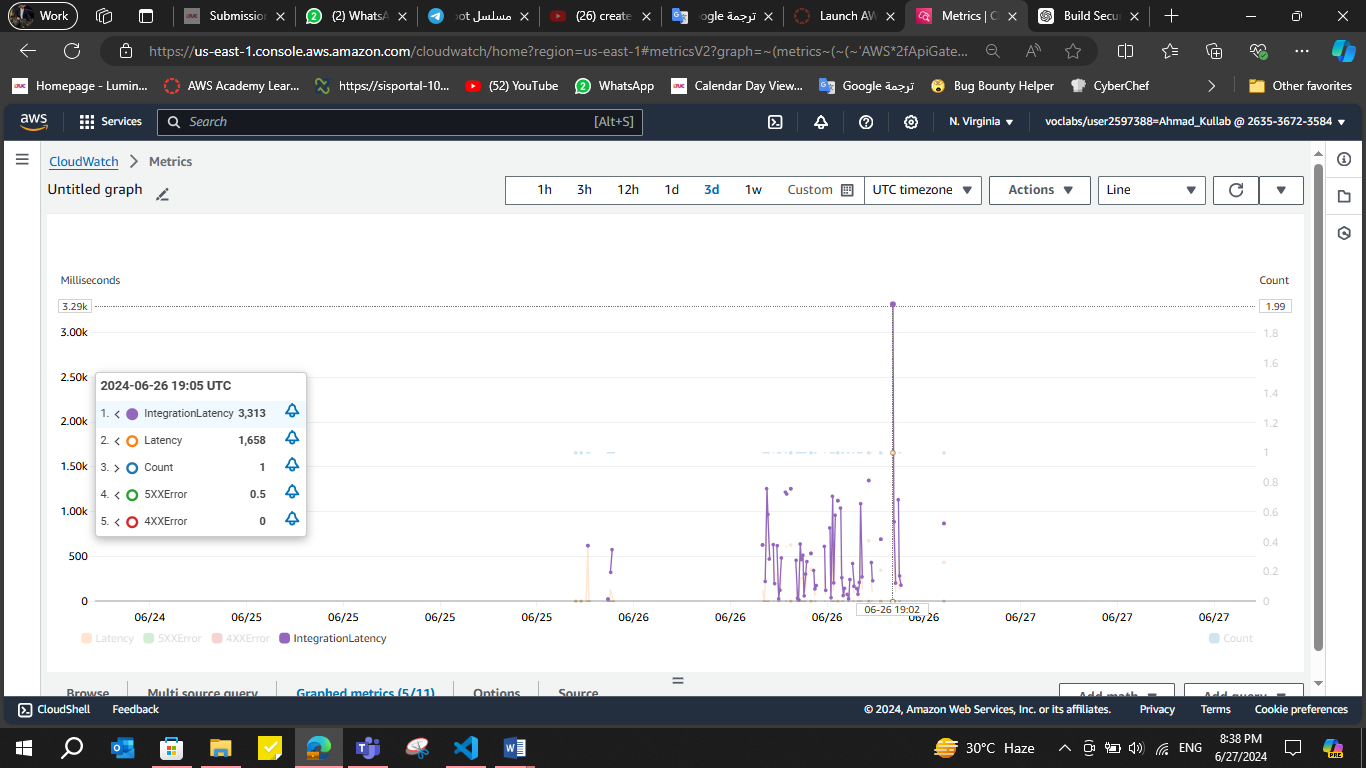 Work
Submissio
(2) WhatsA
مسلسل bot
(26) create
ترجمة oogle
Launch AW
Metrics | C
Build Secu
https://us-east-1.console.aws.amazon.com/cloudwatch/home?region=us-east-1#metricsV2?graph=~(metrics~(~(~'AWS*2fApiGate...
Homepage - Lumin...
AWS Academy Lear...
https://sisportal-10...
(52) YouTube
WhatsApp
Calendar Day View...
Google ترجمة
Bug Bounty Helper
CyberChef
Other favorites
aws
Services
Search
[Alt+S]
N. Virginia
voclabs/user2597388=Ahmad_Kullab @ 2635-3672-3584
CloudWatch
Metrics
Untitled graph
1h
3h
12h
1d
3d
1w
Custom
UTC timezone
Actions
Line
Milliseconds
Count
3.29k
1.99
3.00k
1.8
1.6
2.50k
1.4
2.00k
1.2
1.50k
1
0.8
1.00k
0.6
0.4
500
0.2
0
0
2024-06-26 19:05 UTC
1. IntegrationLatency 3,313
2. Latency 1,658
3. Count 1
4. 5XXError 0.5
5. 4XXError 0
06-26 19:02
06/24
06/25
06/25
06/25
06/25
06/26
06/26
06/26
06/26
06/27
06/27
06/27
Latency
5XXError
4XXError
IntegrationLatency
Count
Browse
Multi source query
Graphed metrics (5/11)
Options
Source
Add math
Add query
CloudShell
Feedback
© 2024, Amazon Web Services, Inc. or its affiliates.
Privacy
Terms
Cookie preferences
30°C Haze
ENG
8:38 PM
6/27/2024
PRE